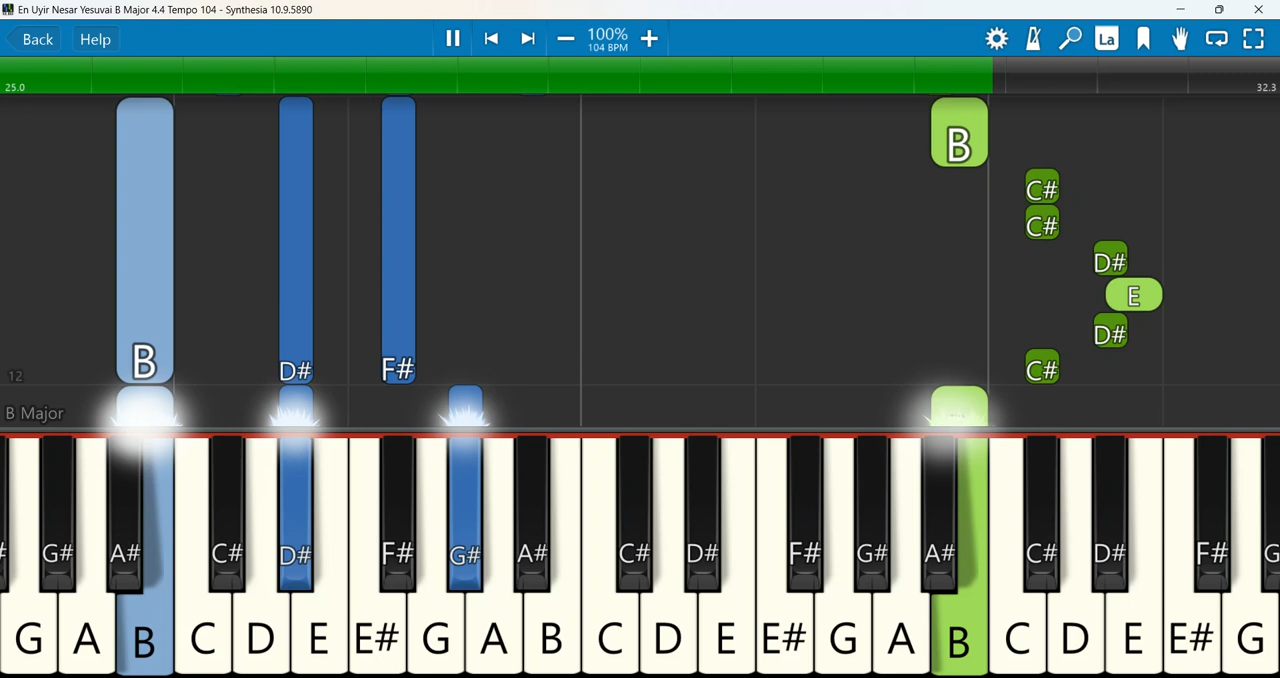 En Uyir Nesar Yesuvai B Major 4.4 Tempo 104 - Synthesia 10.9.5890
Back Help 100% La
104 BPM
25.0 32.3
B
C#
C#
D#
E
D#
B D# F# C#
12
B Major
G# A# C# D# F# G# A# C# D# F# G# A# C# D# F#
G A B C D E E# G A B C D E E# G A B C D E E# G